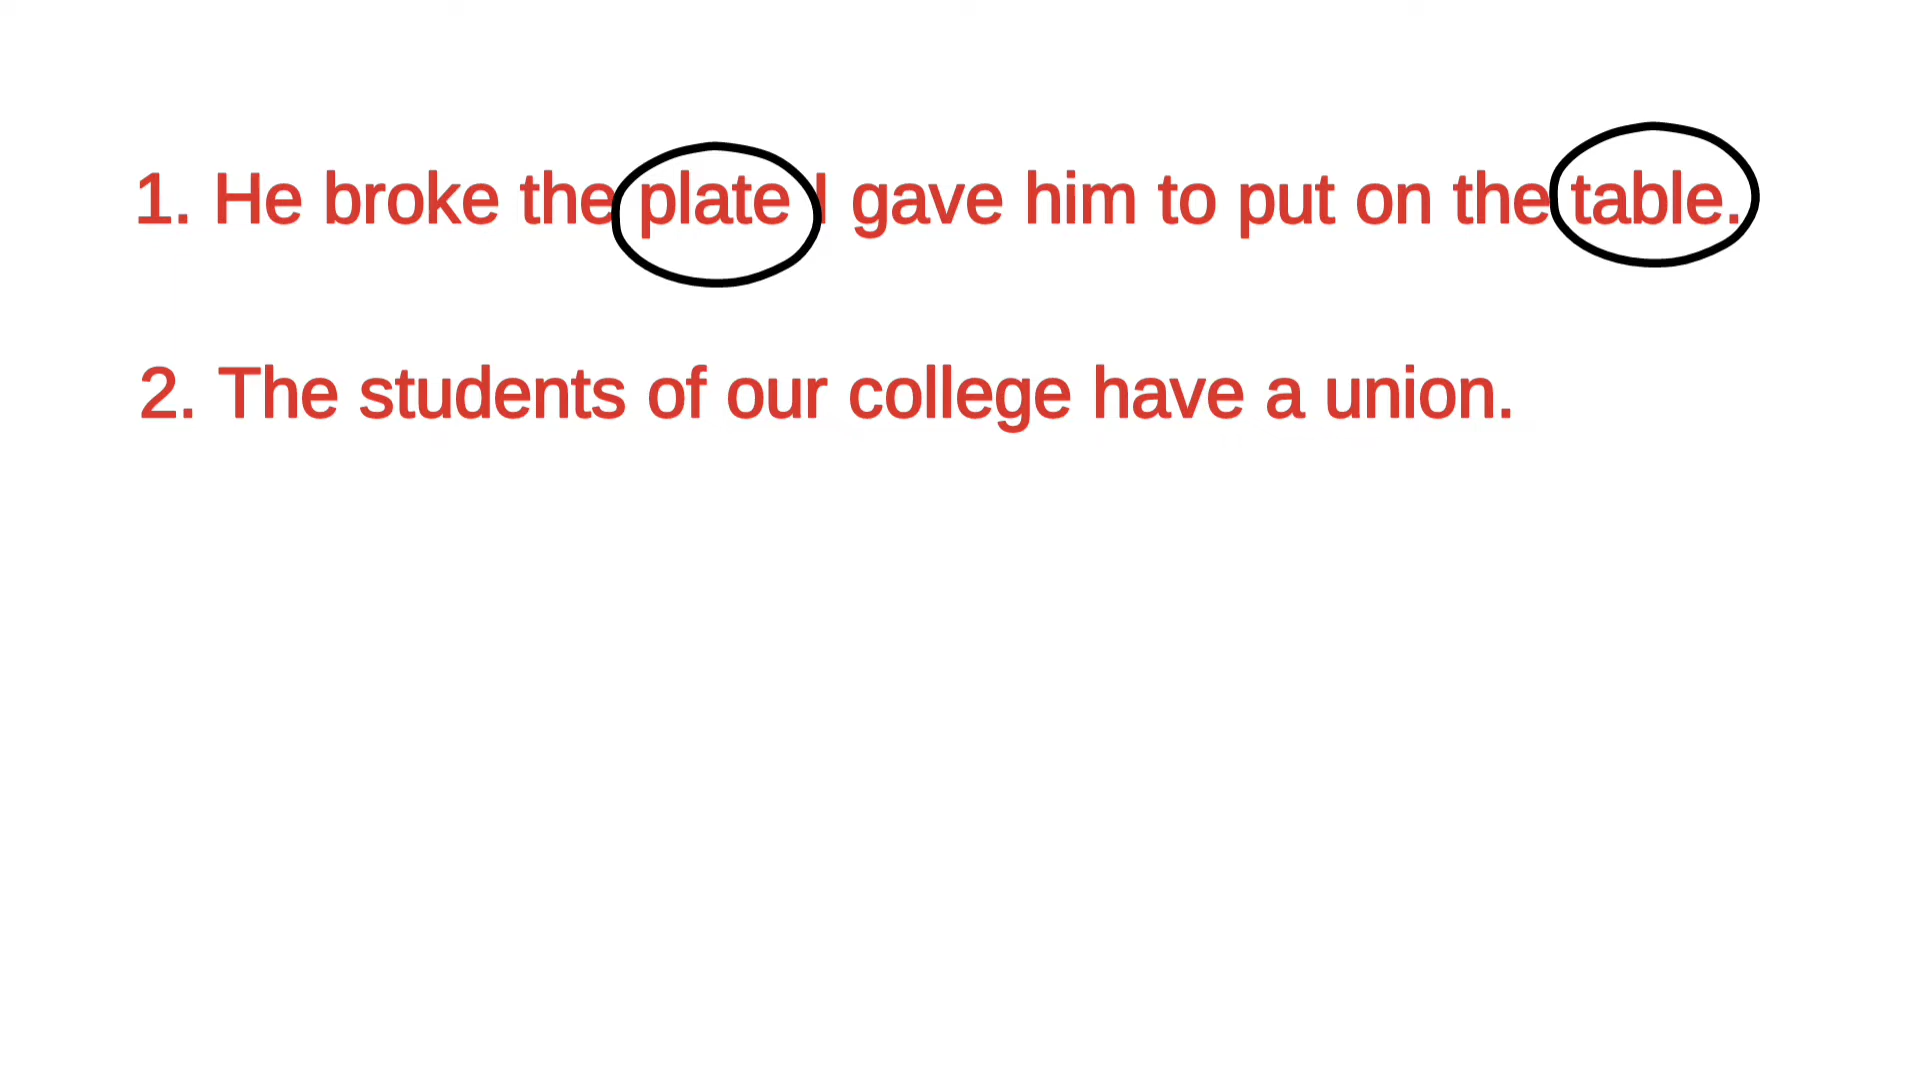 1. He broke the plate I gave him to put on the table.
2. The students of our college have a union.